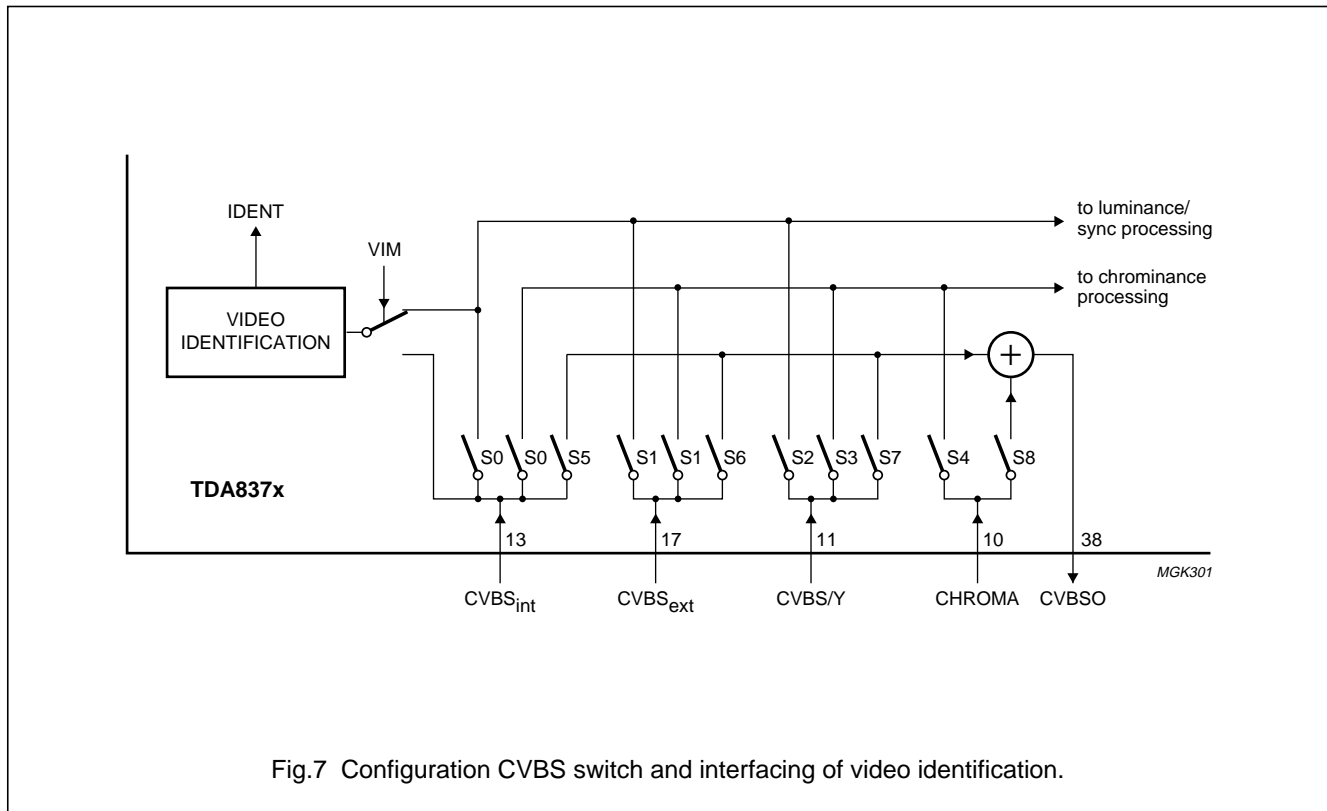 IDENT
VIM
to luminance/
sync processing
to chrominance
processing
VIDEO
IDENTIFICATION
+
S0 S0 S5 S1 S1 S6 S2 S3 S7 S4 S8
TDA837x
13 17 11 10 38
MGK301
CVBSint CVBSext CVBS/Y CHROMA CVBSO
Fig.7 Configuration CVBS switch and interfacing of video identification.